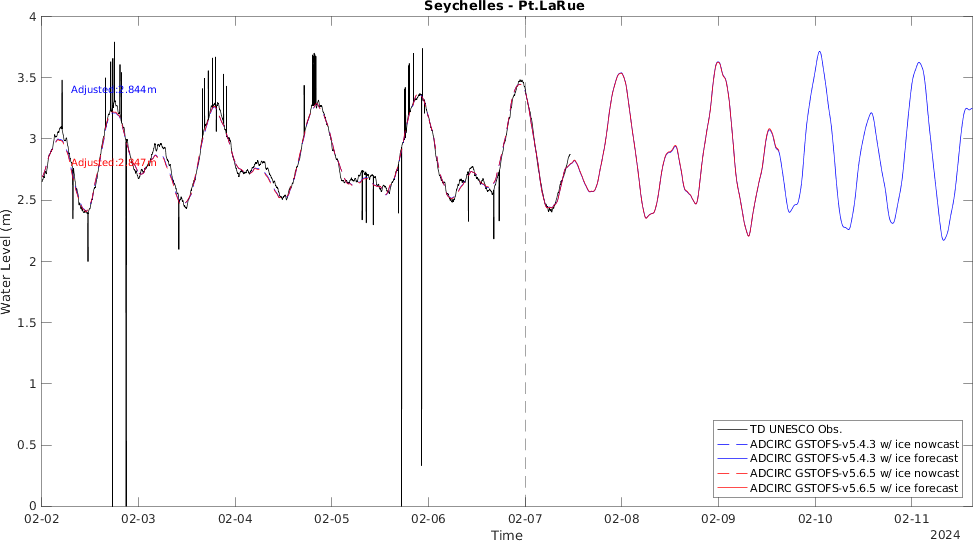 Seychelles - Pt.LaRue
4
3.5
3
2.5
2
1.5
1
0.5
0
Water Level (m)
Adjusted:2.844m
Adjusted:2.847m
02-02 02-03 02-04 02-05 02-06 02-07 02-08 02-09 02-10 02-11
Time
2024
TD UNESCO Obs.
ADCIRC GSTOFS-v5.4.3 w/ ice nowcast
ADCIRC GSTOFS-v5.4.3 w/ ice forecast
ADCIRC GSTOFS-v5.6.5 w/ ice nowcast
ADCIRC GSTOFS-v5.6.5 w/ ice forecast